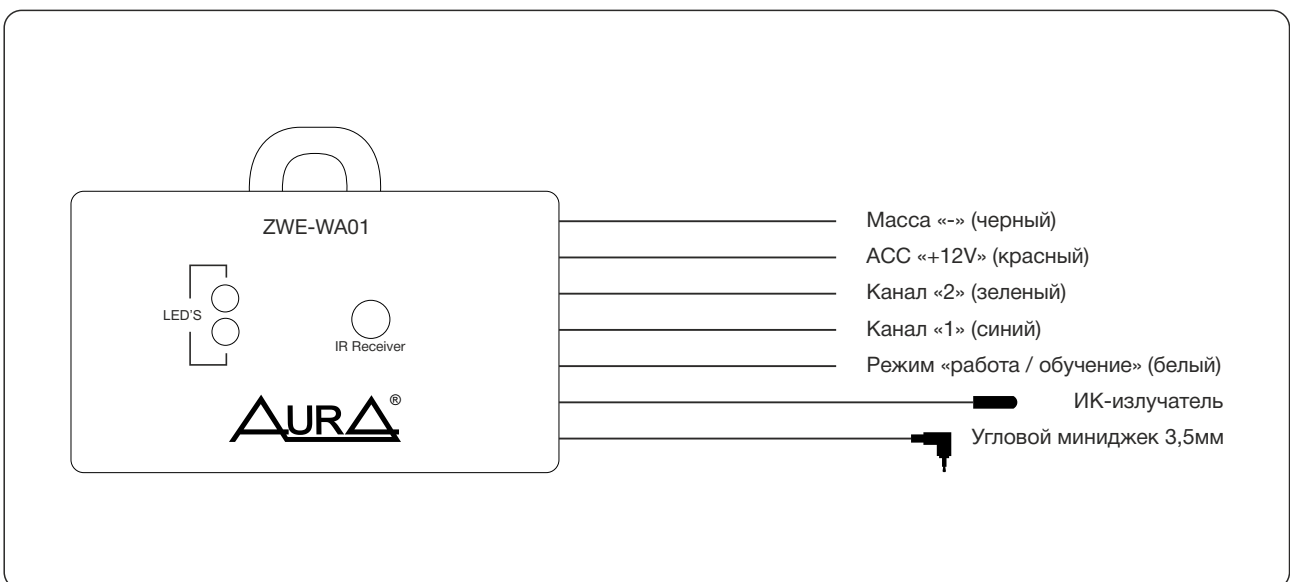 ZWE-WA01
LED'S
IR Receiver
AURA®
Масса «-» (черный)
ACC «+12V» (красный)
Канал «2» (зеленый)
Канал «1» (синий)
Режим «работа / обучение» (белый)
ИК-излучатель
Угловой миниджек 3,5мм